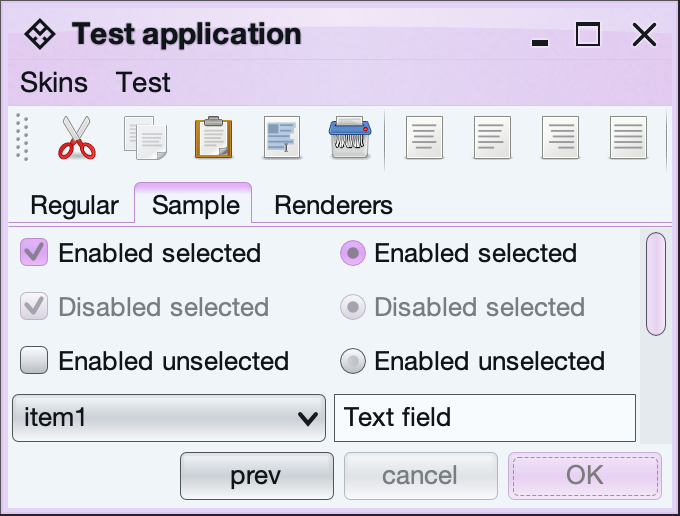 Test application
Skins Test
Regular Sample Renderers
Enabled selected Enabled selected
Disabled selected Disabled selected
Enabled unselected Enabled unselected
item1 Text field
prev cancel OK